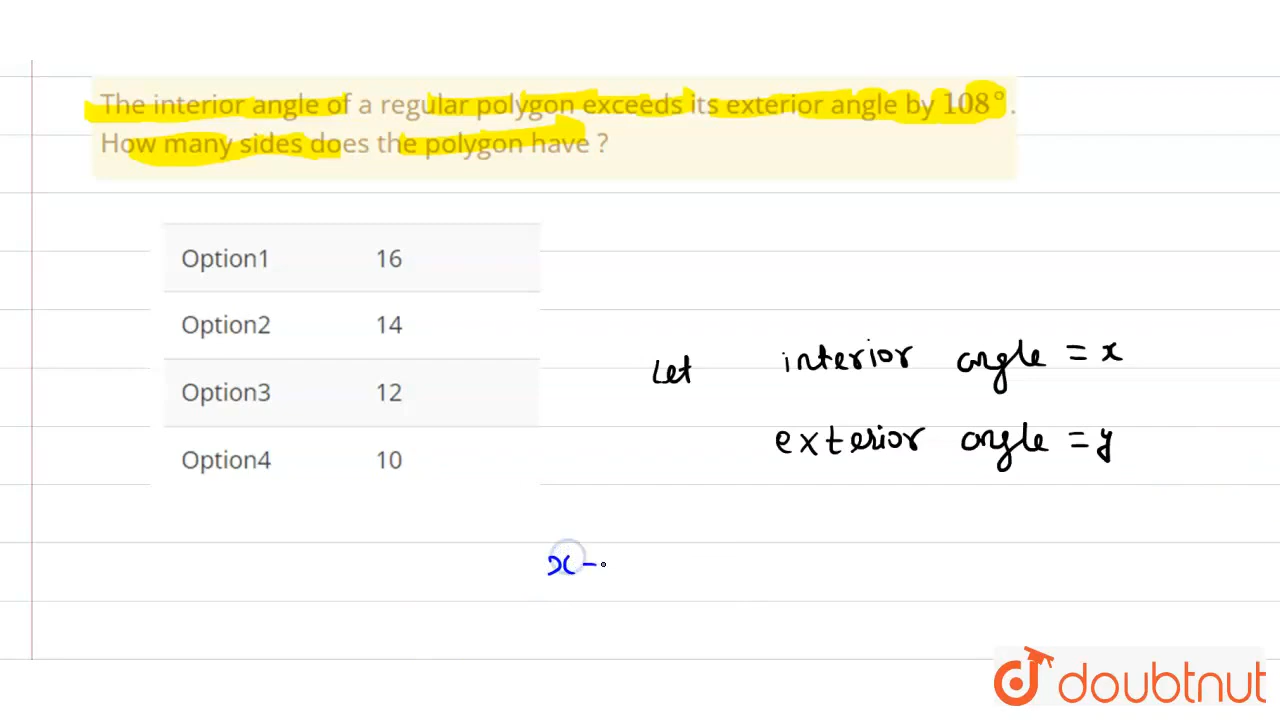 The interior angle of a regular polygon exceeds its exterior angle by 108°.
How many sides does the polygon have ?
Option1 16
Option2 14
Option3 12
Option4 10
Let interior angle = x
exterior angle = y
x -
doubtnut